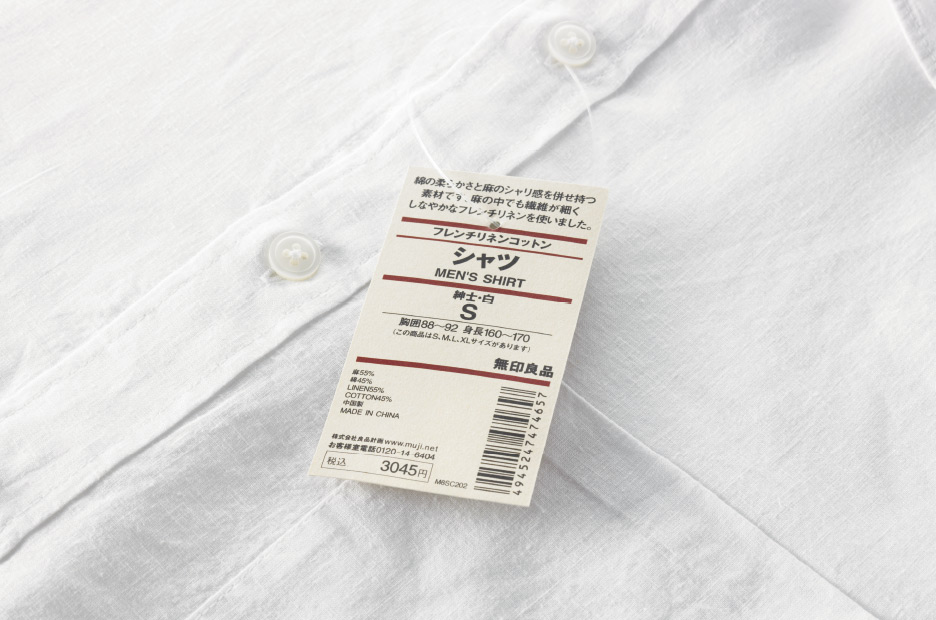 綿の柔らかさと麻のシャリ感を併せ持つ
素材です。麻の中でも繊維が細く
しなやかなフレンチリネンを使いました。
フレンチリネンコットン
シャツ
MEN'S SHIRT
紳士・白
S
胸囲88〜92 身長160〜170
(この商品はS、M、L、XLサイズがあります)
無印良品
麻55%
綿45%
LINEN55%
COTTON45%
中国製
MADE IN CHINA
株式会社良品計画 www.muji.net
お客様室電話0120-14-6404
税込 3045円
M8SC202
4945247474657